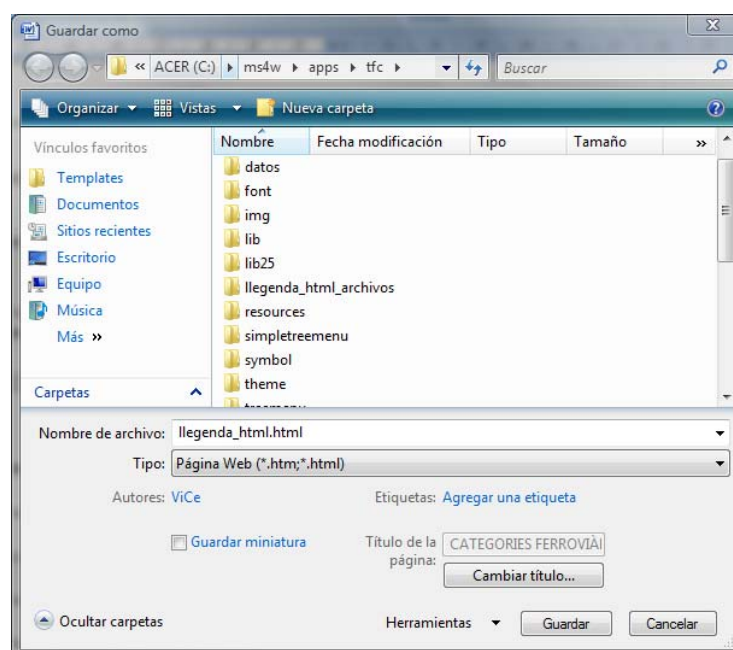 Guardar como
« ACER (C:) ms4w apps tfc Buscar
Organizar Vistas Nueva carpeta
Vínculos favoritos
Templates
Documentos
Sitios recientes
Escritorio
Equipo
Música
Más »
Carpetas
Nombre Fecha modificación Tipo Tamaño »
datos
font
img
lib
lib25
llegenda_html_archivos
resources
simpletreemenu
symbol
theme
Nombre de archivo: llegenda_html.html
Tipo: Página Web (*.htm;*.html)
Autores: ViCe Etiquetas: Agregar una etiqueta
Guardar miniatura Título de la página: CATEGORIES FERROVIÀ
Cambiar título...
Ocultar carpetas Herramientas Guardar Cancelar